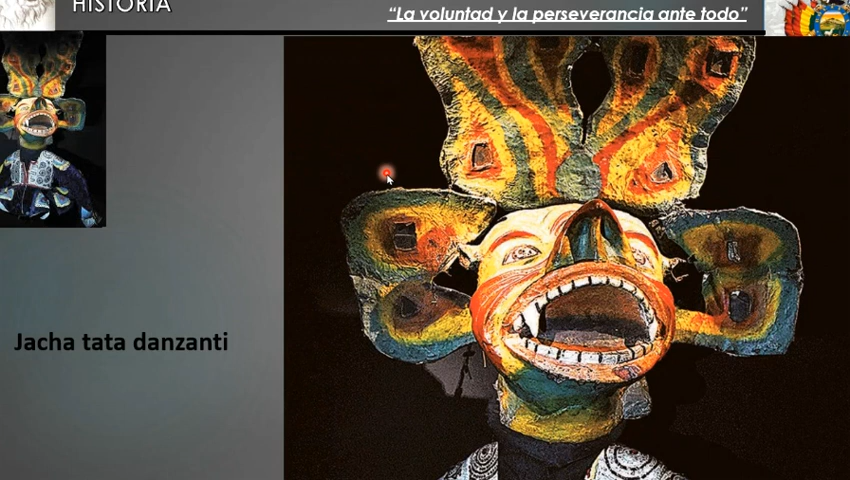 HISTORIA
“La voluntad y la perseverancia ante todo”
Jacha tata danzanti